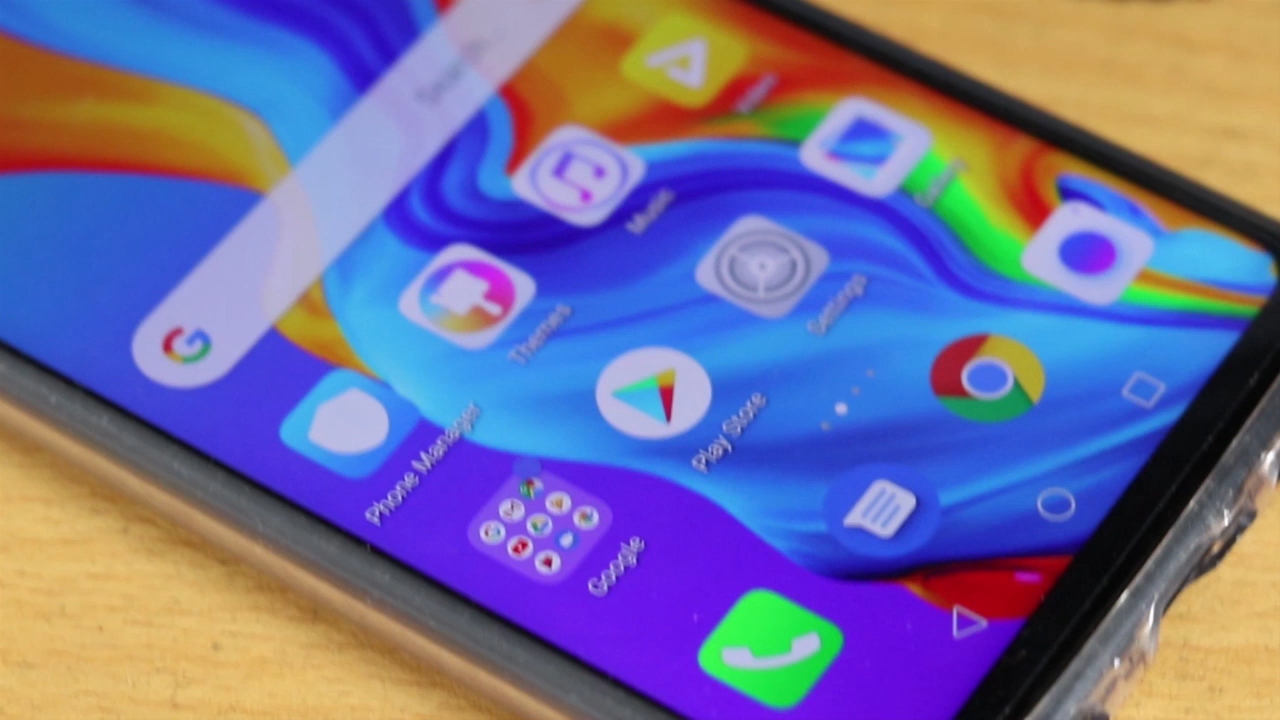 G
Music
Themes
Settings
Phone Manager
Play Store
Google